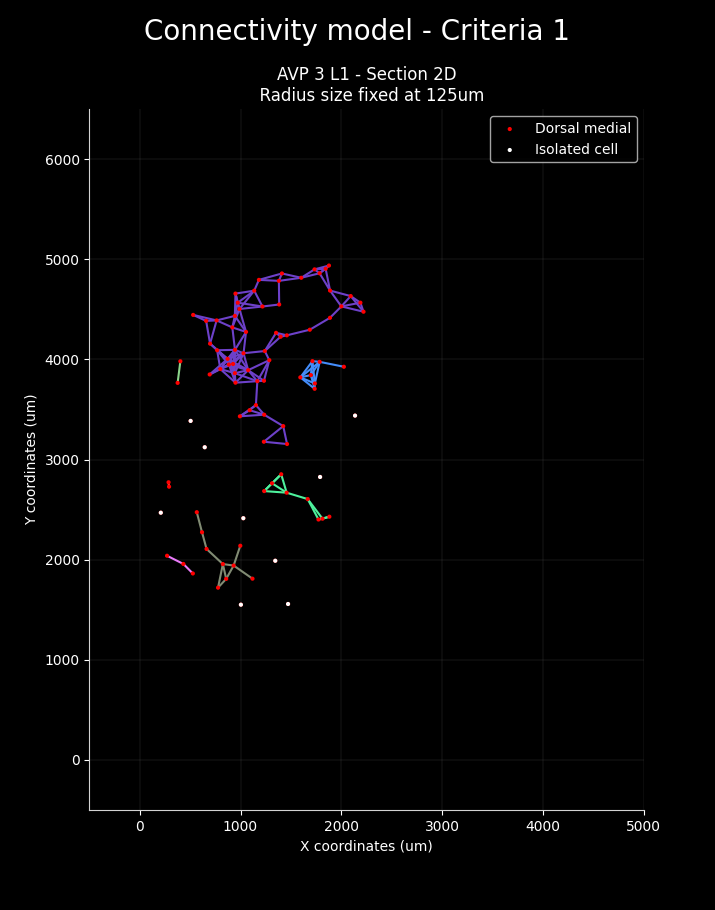 Connectivity model - Criteria 1
AVP 3 L1 - Section 2D
Radius size fixed at 125um
Dorsal medial
Isolated cell
6000
5000
4000
3000
2000
1000
0
Y coordinates (um)
0 1000 2000 3000 4000 5000
X coordinates (um)